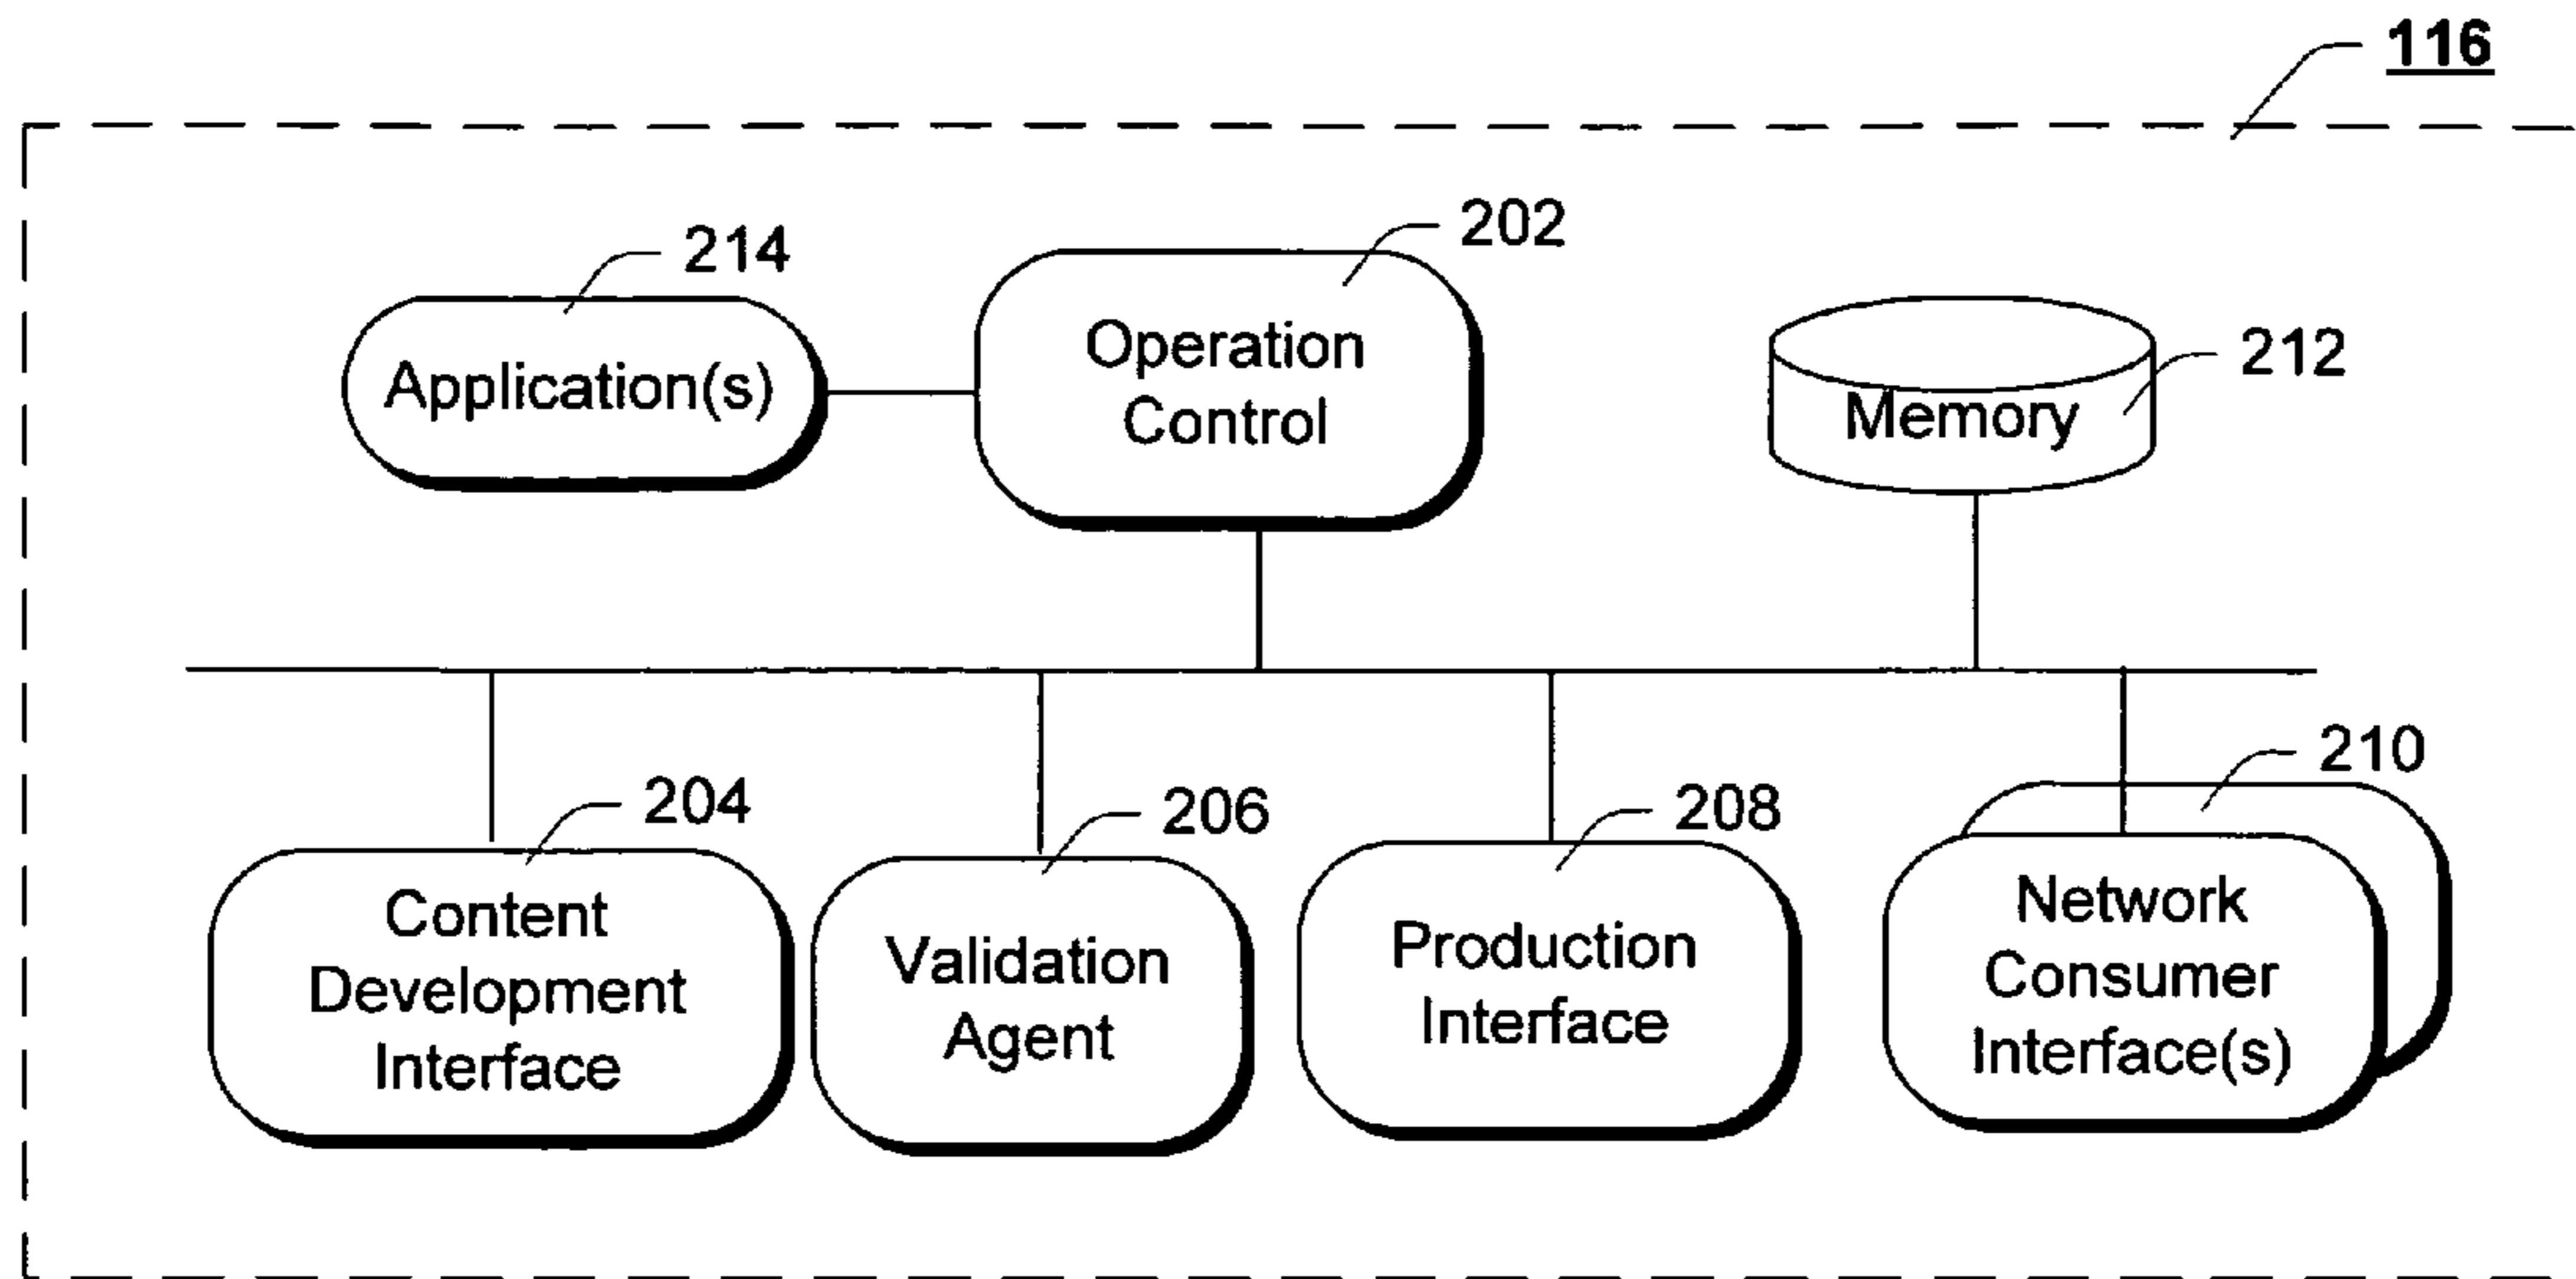 116
214
202
Application(s)
Operation
Control
212
Memory
204
206
208
210
Content
Development
Interface
Validation
Agent
Production
Interface
Network
Consumer
Interface(s)